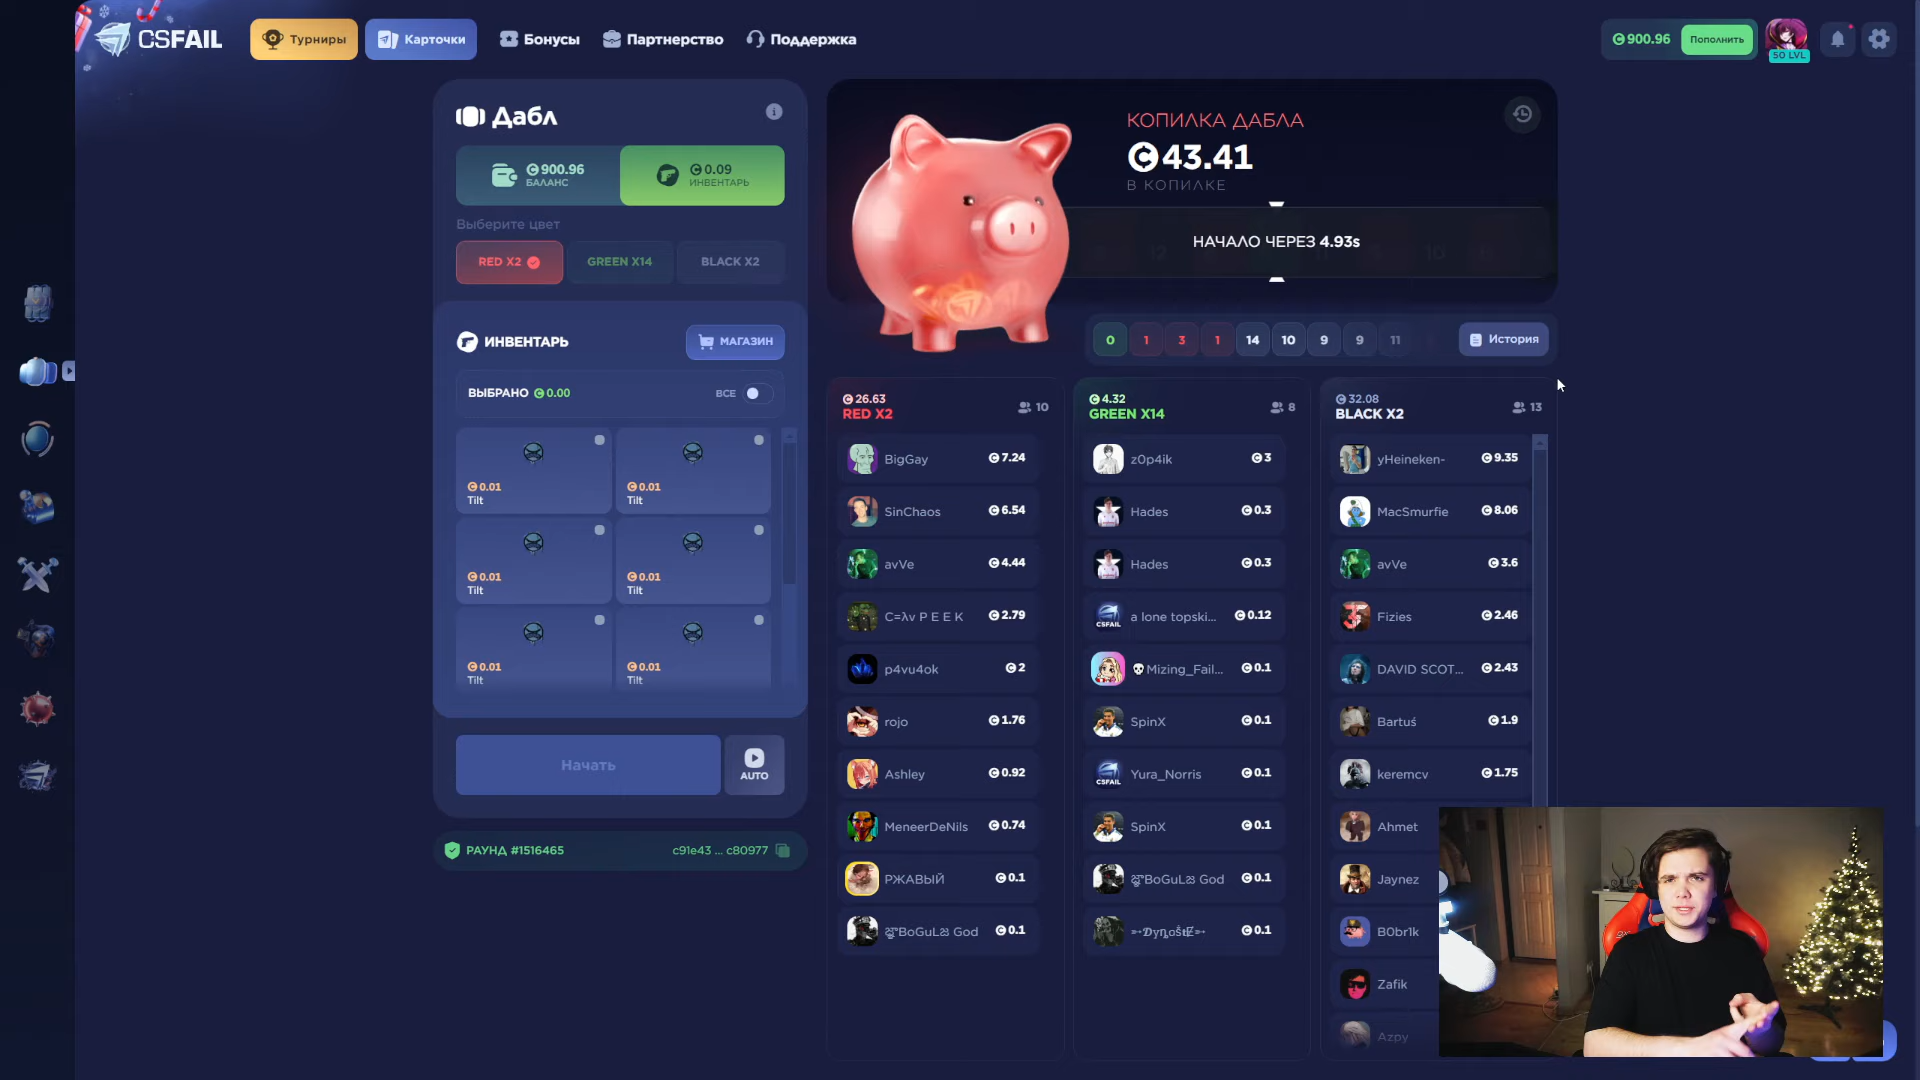 CSFAIL
Турниры
Карточки
Бонусы
Партнерство
Поддержка
900.96
Пополнить
50 LVL
Дабл
900.96
БАЛАНС
0.09
ИНВЕНТАРЬ
Выберите цвет
RED X2
GREEN X14
BLACK X2
ИНВЕНТАРЬ
МАГАЗИН
ВЫБРАНО 0.00
ВСЕ
0.01
Tilt
0.01
Tilt
0.01
Tilt
0.01
Tilt
0.01
Tilt
0.01
Tilt
Начать
AUTO
РАУНД #1516465
c91e43 ... c80977
КОПИЛКА ДАБЛА
43.41
В КОПИЛКЕ
НАЧАЛО ЧЕРЕЗ 4.93s
0 1 3 1 14 10 9 9 11
История
26.63
RED X2
10
BigGay 7.24
SinChaos 6.54
avVe 4.44
C=λv P E E K 2.79
p4vu4ok 2
rojo 1.76
Ashley 0.92
MeneerDeNils 0.74
РЖАВЫЙ 0.1
BoGuL God 0.1
4.32
GREEN X14
8
z0p4ik 3
Hades 0.3
Hades 0.3
a lone topski... 0.12
Mizing_Fail... 0.1
SpinX 0.1
Yura_Norris 0.1
SpinX 0.1
BoGuL God 0.1
0.1
32.08
BLACK X2
13
yHeineken- 9.35
MacSmurfie 8.06
avVe 3.6
Fizies 2.46
DAVID SCOT... 2.43
Bartuś 1.9
keremcv 1.75
Ahmet
Jaynez
B0br1k
Zafik
Azpy